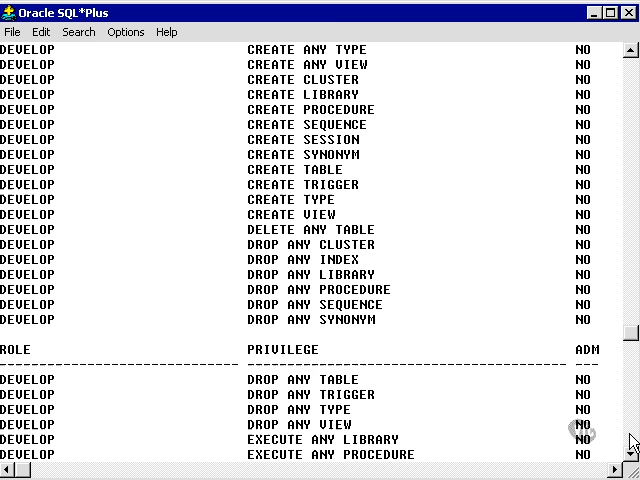 Oracle SQL*Plus
File Edit Search Options Help
DEVELOP CREATE ANY TYPE NO
DEVELOP CREATE ANY VIEW NO
DEVELOP CREATE CLUSTER NO
DEVELOP CREATE LIBRARY NO
DEVELOP CREATE PROCEDURE NO
DEVELOP CREATE SEQUENCE NO
DEVELOP CREATE SESSION NO
DEVELOP CREATE SYNONYM NO
DEVELOP CREATE TABLE NO
DEVELOP CREATE TRIGGER NO
DEVELOP CREATE TYPE NO
DEVELOP CREATE VIEW NO
DEVELOP DELETE ANY TABLE NO
DEVELOP DROP ANY CLUSTER NO
DEVELOP DROP ANY INDEX NO
DEVELOP DROP ANY LIBRARY NO
DEVELOP DROP ANY PROCEDURE NO
DEVELOP DROP ANY SEQUENCE NO
DEVELOP DROP ANY SYNONYM NO
ROLE PRIVILEGE ADM
------------------------------ ---------------------------------------- ---
DEVELOP DROP ANY TABLE NO
DEVELOP DROP ANY TRIGGER NO
DEVELOP DROP ANY TYPE NO
DEVELOP DROP ANY VIEW NO
DEVELOP EXECUTE ANY LIBRARY NO
DEVELOP EXECUTE ANY PROCEDURE NO